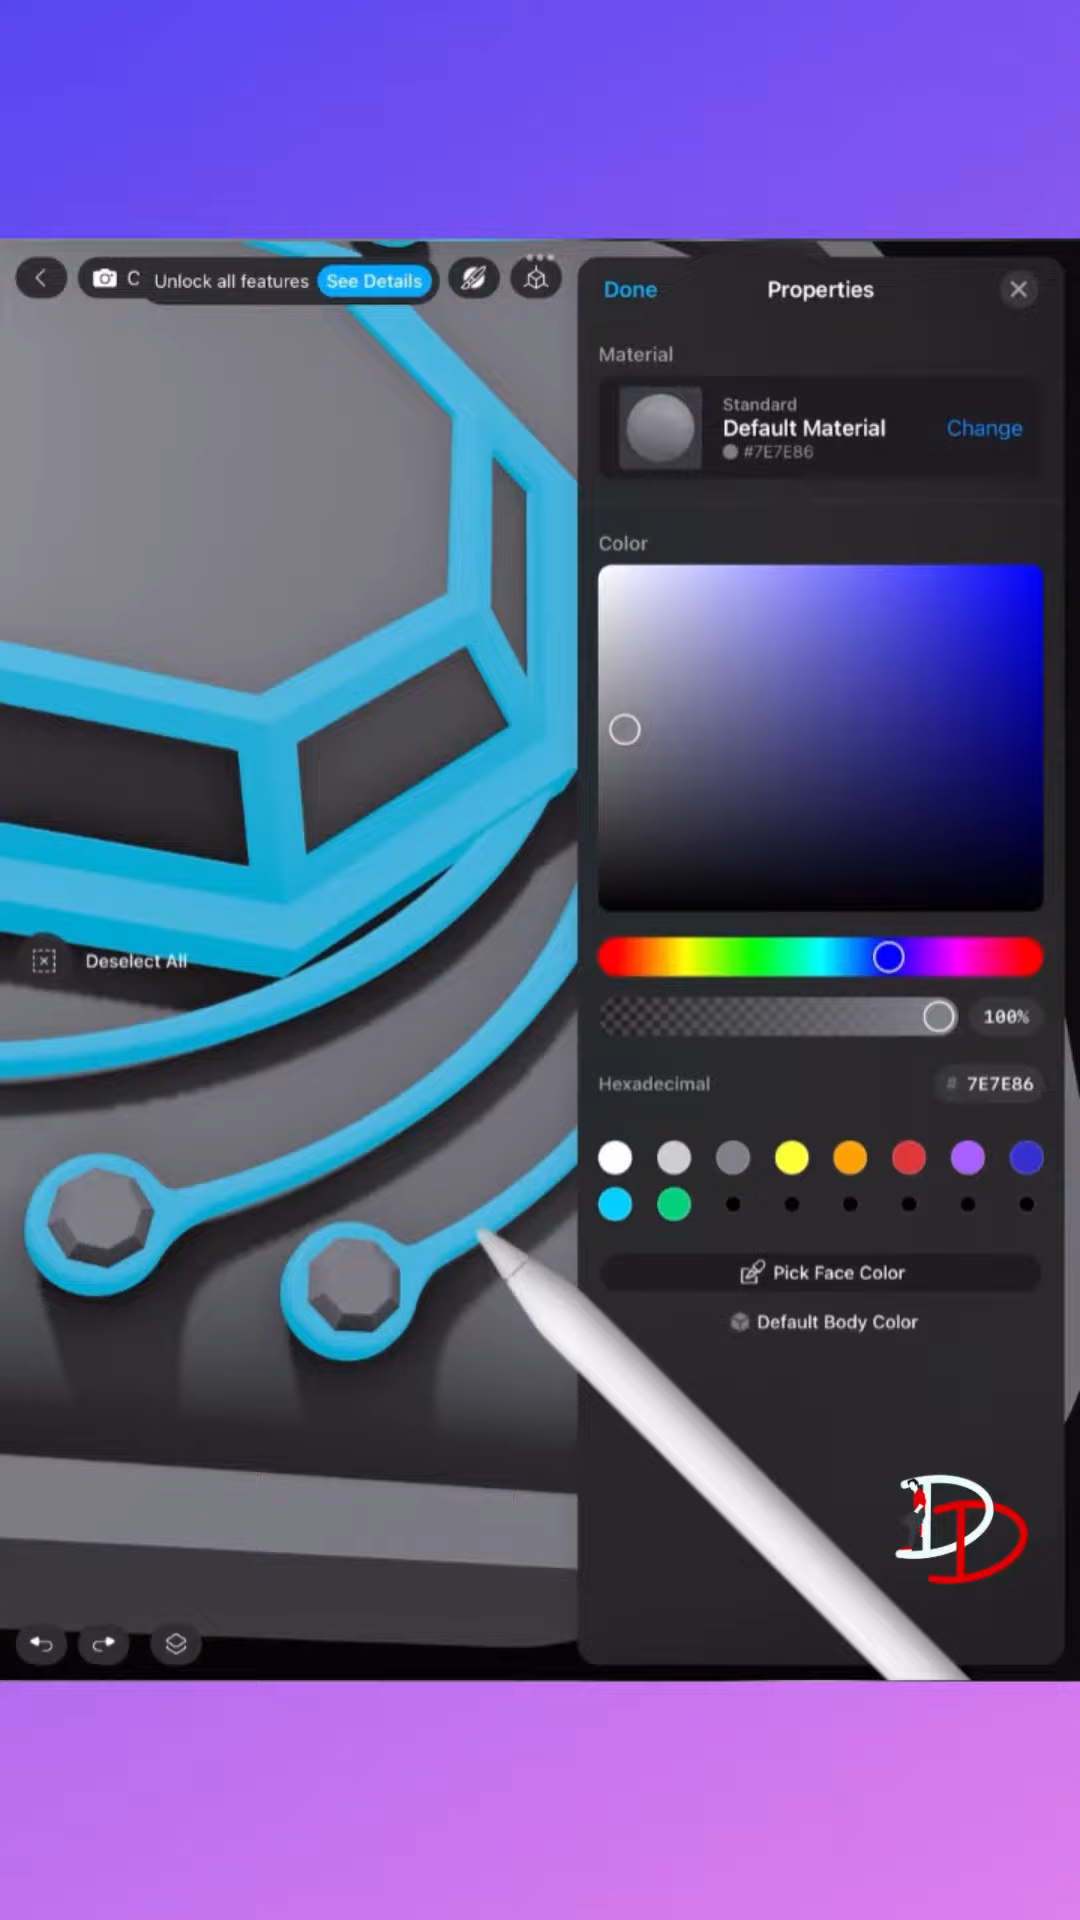 C Unlock all features See Details
Deselect All
Done Properties
Material
Standard
Default Material
#7E7E86
Change
Color
100%
Hexadecimal # 7E7E86
Pick Face Color
Default Body Color
DD